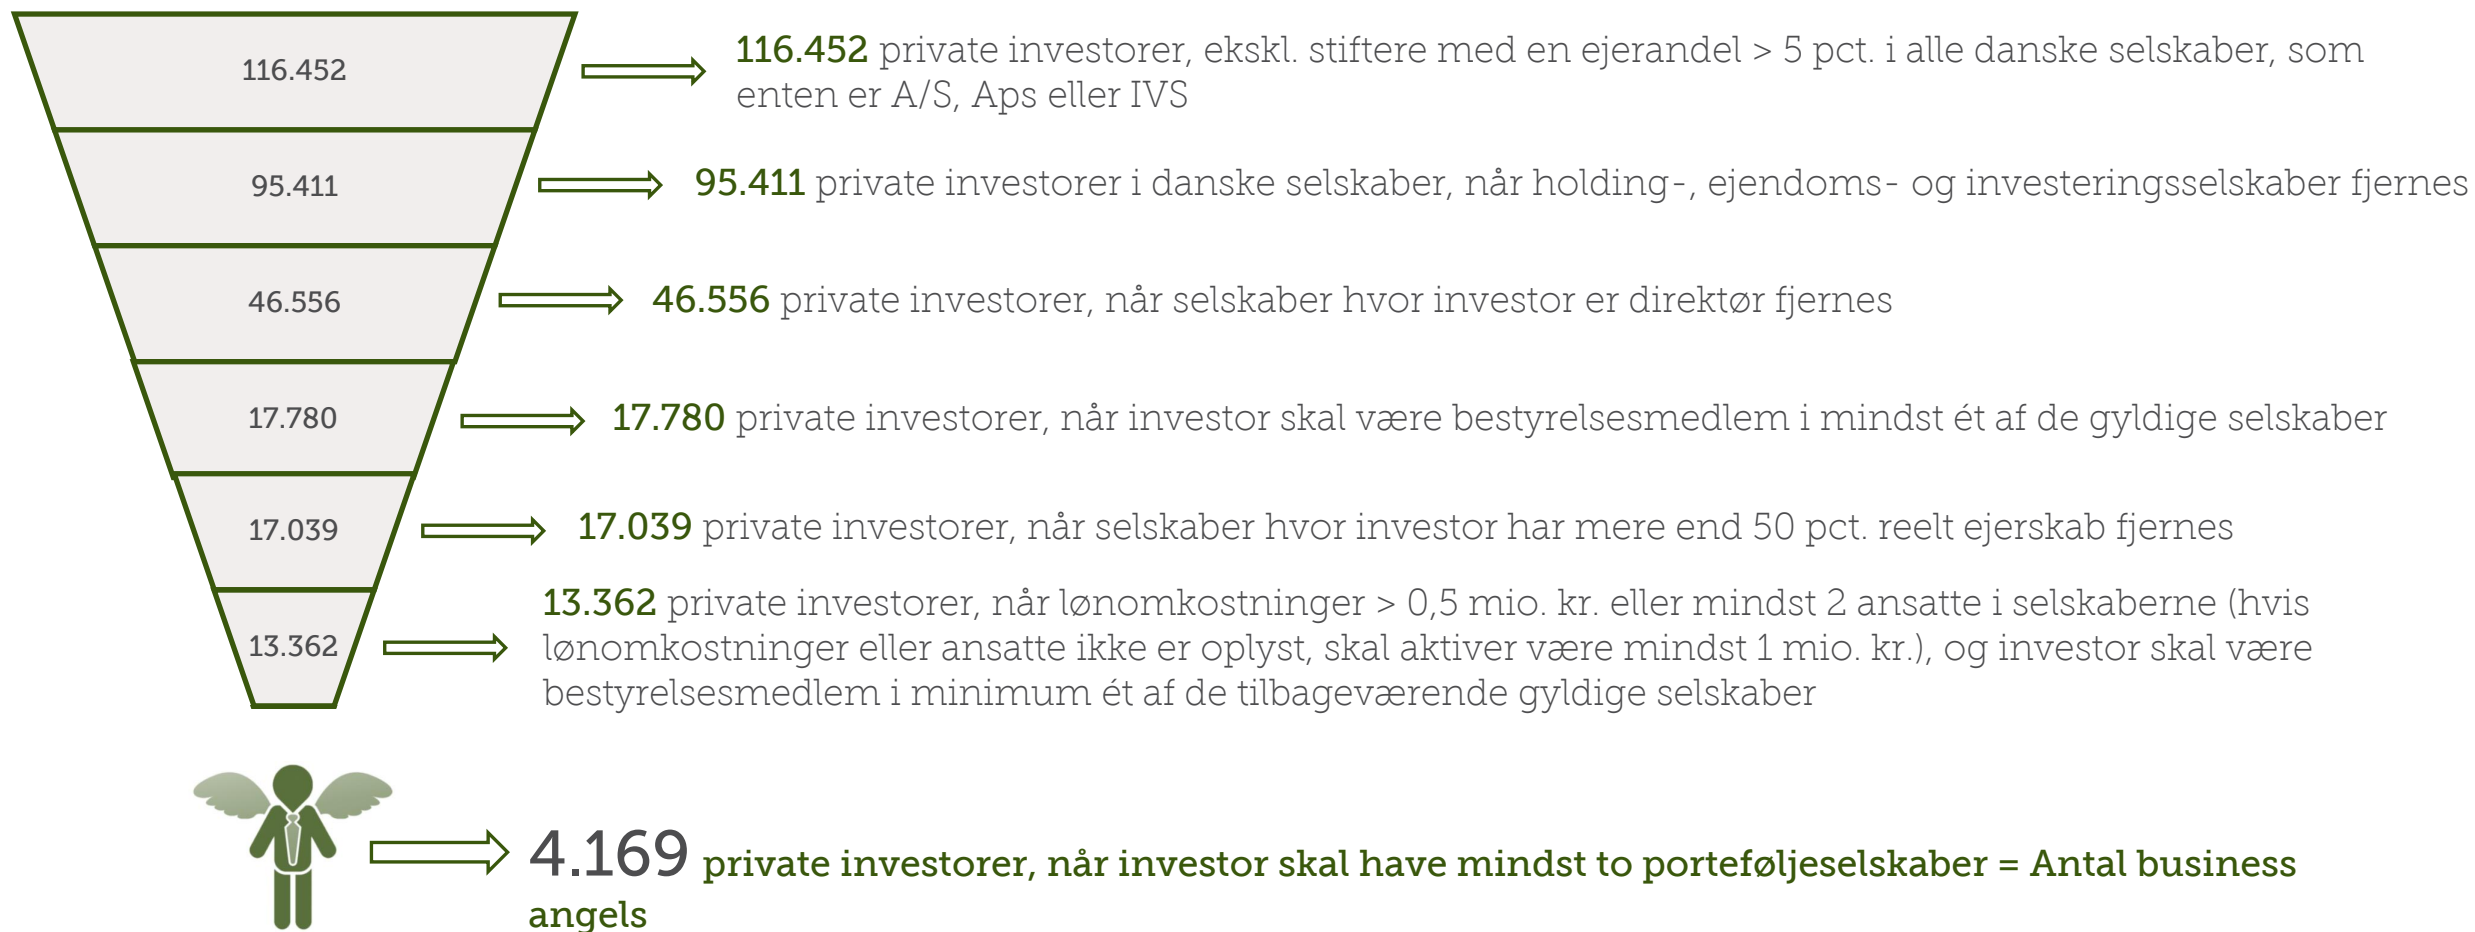 116.452
116.452 private investorer, ekskl. stiftere med en ejerandel > 5 pct. i alle danske selskaber, som
enten er A/S, Aps eller IVS
95.411
95.411 private investorer i danske selskaber, når holding-, ejendoms- og investeringsselskaber fjernes
46.556
46.556 private investorer, når selskaber hvor investor er direktør fjernes
17.780
17.780 private investorer, når investor skal være bestyrelsesmedlem i mindst ét af de gyldige selskaber
17.039
17.039 private investorer, når selskaber hvor investor har mere end 50 pct. reelt ejerskab fjernes
13.362
13.362 private investorer, når lønomkostninger > 0,5 mio. kr. eller mindst 2 ansatte i selskaberne (hvis
lønomkostninger eller ansatte ikke er oplyst, skal aktiver være mindst 1 mio. kr.), og investor skal være
bestyrelsesmedlem i minimum ét af de tilbageværende gyldige selskaber
4.169 private investorer, når investor skal have mindst to porteføljeselskaber = Antal business
angels